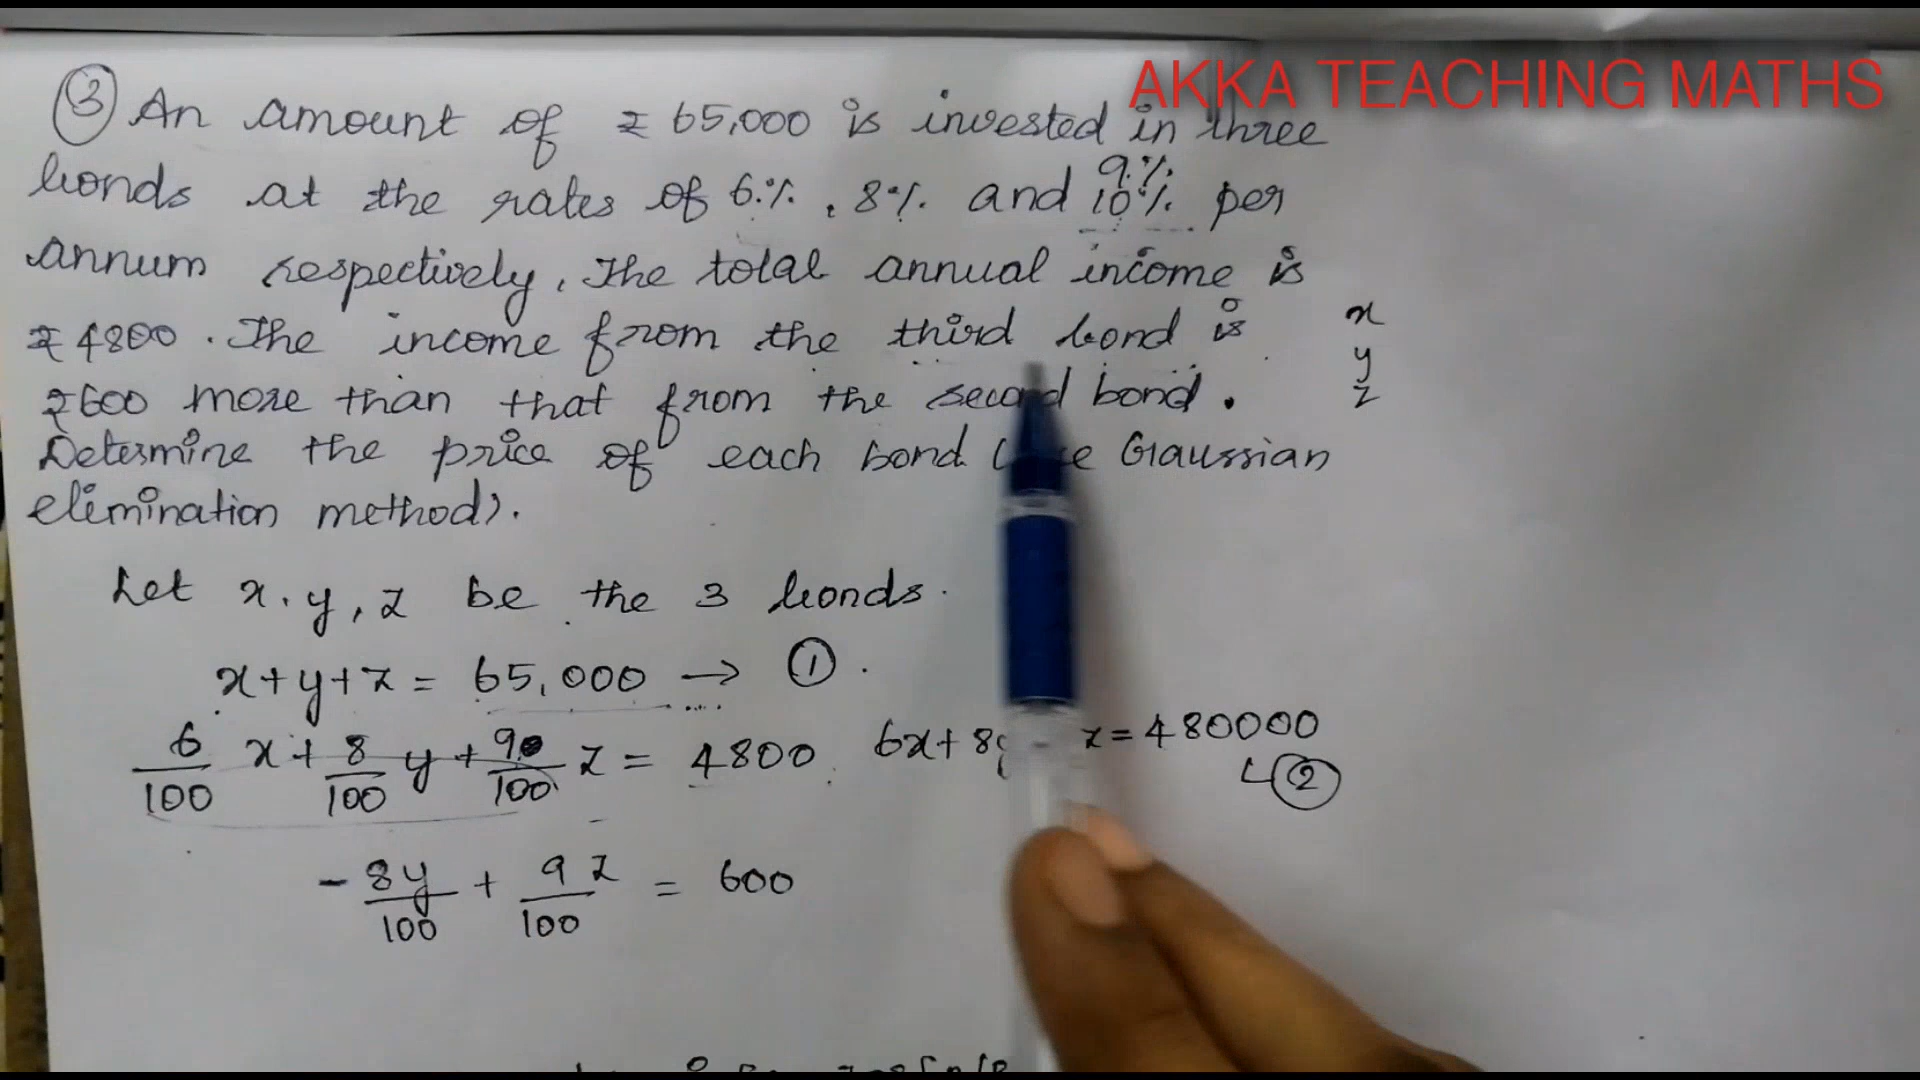 AKKA TEACHING MATHS
③ An amount of ₹ 65,000 is invested in three
9%
bonds at the rates of 6%, 8% and 10% per
annum respectively. The total annual income is
₹4800. The income from the third bond is
₹600 more than that from the second bond.
Determine the price of each bond Gaussian
elimination method).
x
y
z
Let x, y, z be the 3 bonds.
x+y+z = 65,000 → ①.
6/100 x + 8/100 y + 9/100 z = 4800
6x+8y z = 480000
↳②
- 8y/100 + 9z/100 = 600